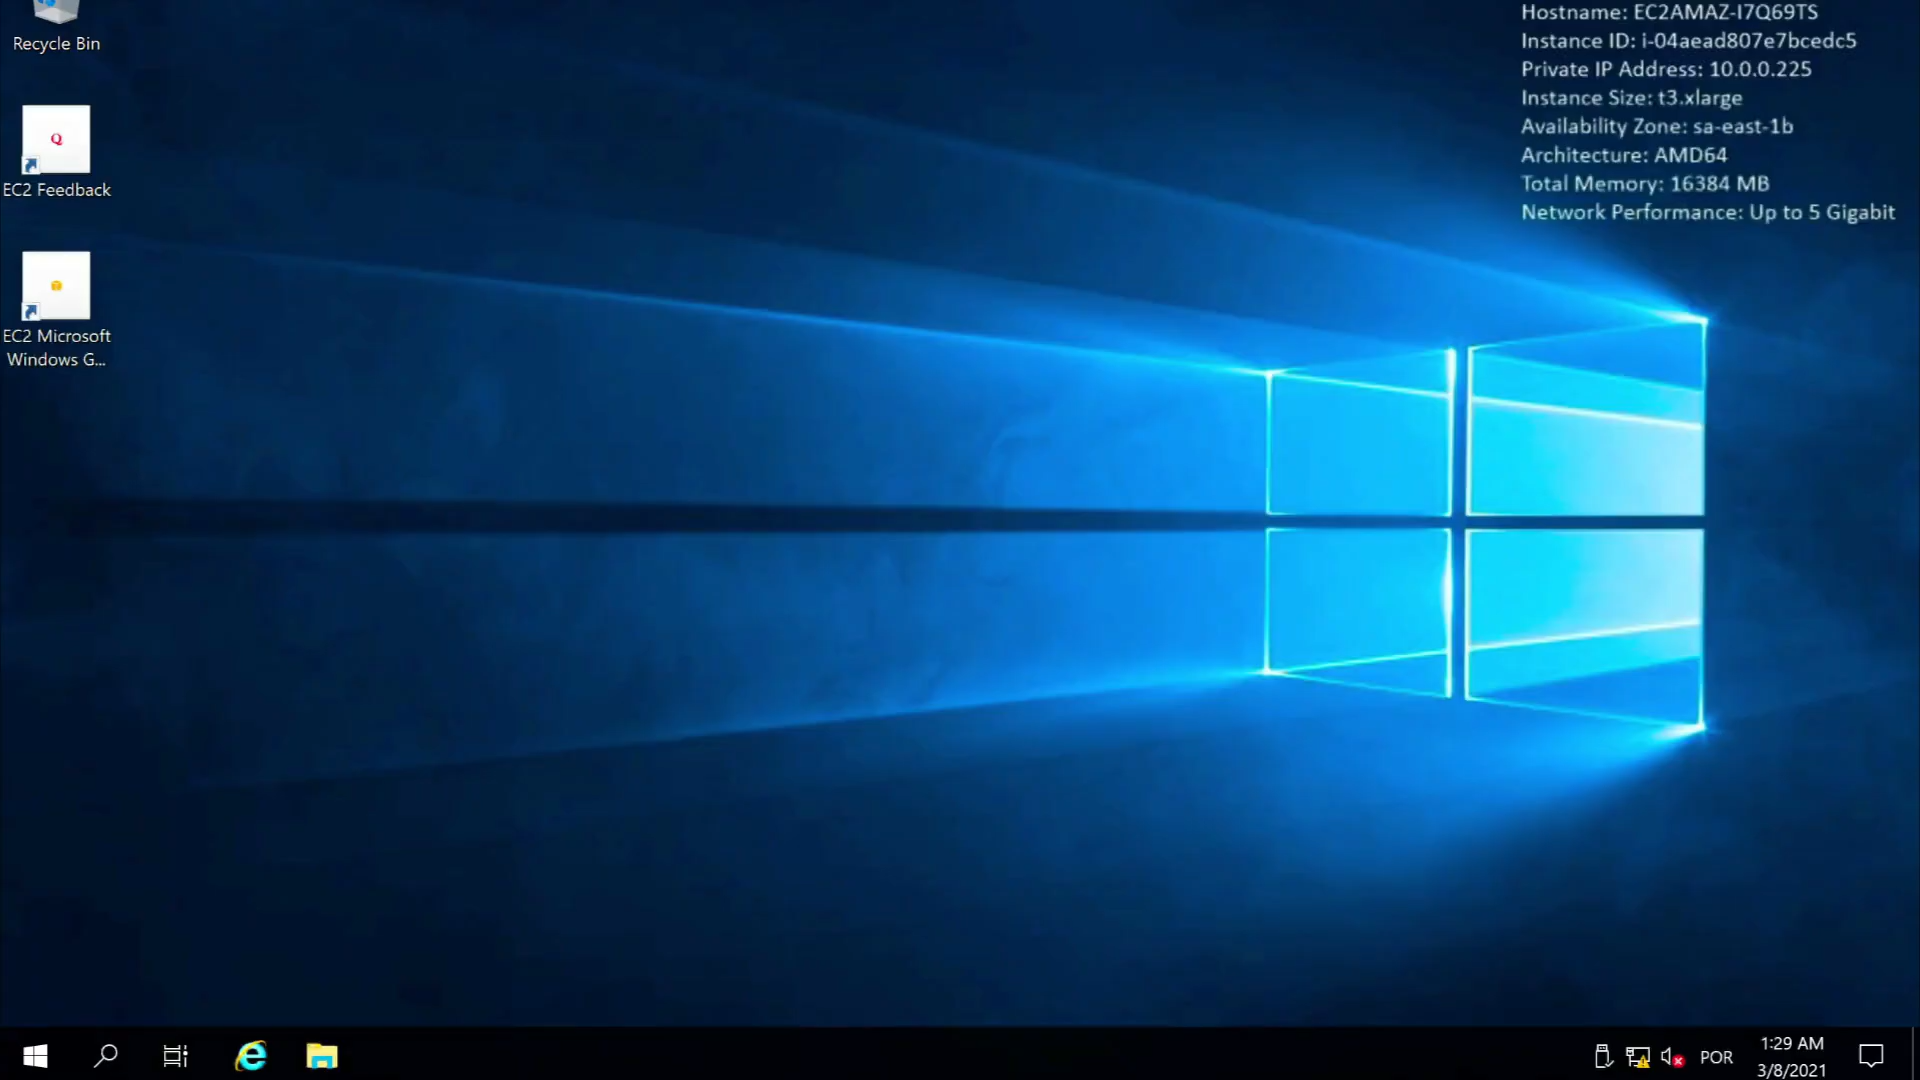 Recycle Bin
EC2 Feedback
EC2 Microsoft
Windows G...
Hostname: EC2AMAZ-I7Q69TS
Instance ID: i-04aead807e7bcedc5
Private IP Address: 10.0.0.225
Instance Size: t3.xlarge
Availability Zone: sa-east-1b
Architecture: AMD64
Total Memory: 16384 MB
Network Performance: Up to 5 Gigabit
POR
1:29 AM
3/8/2021